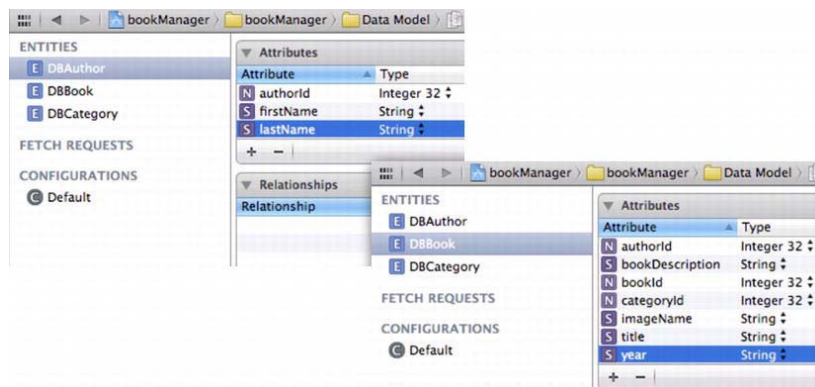 bookManager bookManager Data Model
ENTITIES
E DBAuthor
E DBBook
E DBCategory
FETCH REQUESTS
CONFIGURATIONS
C Default
Attributes
Attribute Type
N authorId Integer 32
S firstName String
S lastName String
+ −
Relationships
Relationship
bookManager bookManager Data Model
ENTITIES
E DBAuthor
E DBBook
E DBCategory
FETCH REQUESTS
CONFIGURATIONS
C Default
Attributes
Attribute Type
N authorId Integer 32
S bookDescription String
N bookId Integer 32
N categoryId Integer 32
S imageName String
S title String
S year String
+ −